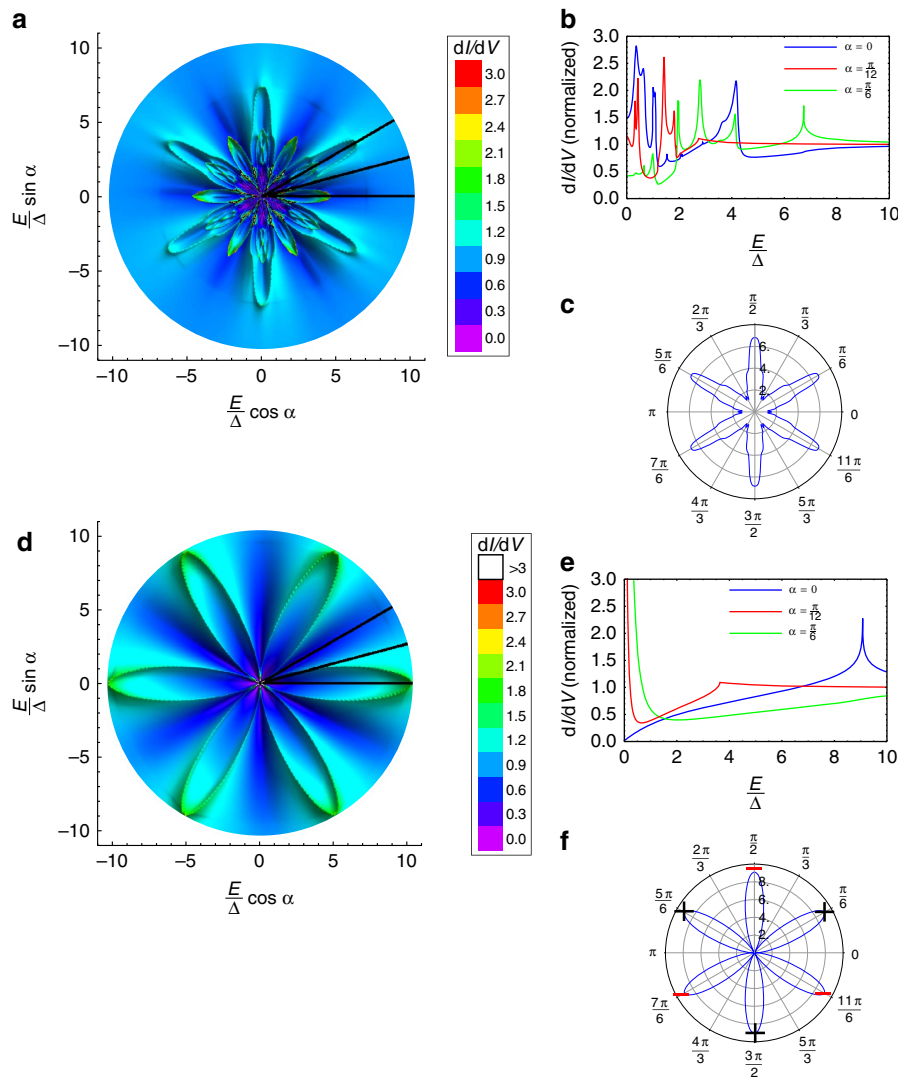 a
10
5
0
−5
−10
E/Δ sin α
−10 −5 0 5 10
E/Δ cos α
dI/dV
3.0
2.7
2.4
2.1
1.8
1.5
1.2
0.9
0.6
0.3
0.0
b
dI/dV (normalized)
3.0
2.5
2.0
1.5
1.0
0.5
0.0
α = 0
α = π/12
α = π/6
0 2 4 6 8 10
E/Δ
c
π/2
2π/3 π/3
5π/6 π/6
6.
4.
2.
π 0
7π/6 11π/6
4π/3 5π/3
3π/2
d
10
5
0
−5
−10
E/Δ sin α
−10 −5 0 5 10
E/Δ cos α
dI/dV
>3
3.0
2.7
2.4
2.1
1.8
1.5
1.2
0.9
0.6
0.3
0.0
e
dI/dV (normalized)
3.0
2.5
2.0
1.5
1.0
0.5
0.0
α = 0
α = π/12
α = π/6
0 2 4 6 8 10
E/Δ
f
π/2
2π/3 π/3
5π/6 π/6
8.
6.
4.
2.
π 0
7π/6 11π/6
4π/3 5π/3
3π/2